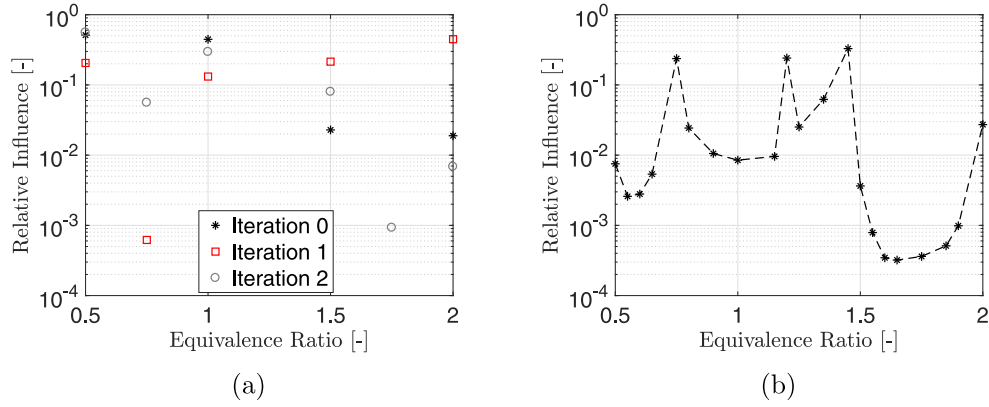 10^0
10^-1
10^-2
10^-3
10^-4
Relative Influence [-]
Iteration 0
Iteration 1
Iteration 2
0.5 1 1.5 2
Equivalence Ratio [-]
(a)
10^0
10^-1
10^-2
10^-3
10^-4
Relative Influence [-]
0.5 1 1.5 2
Equivalence Ratio [-]
(b)